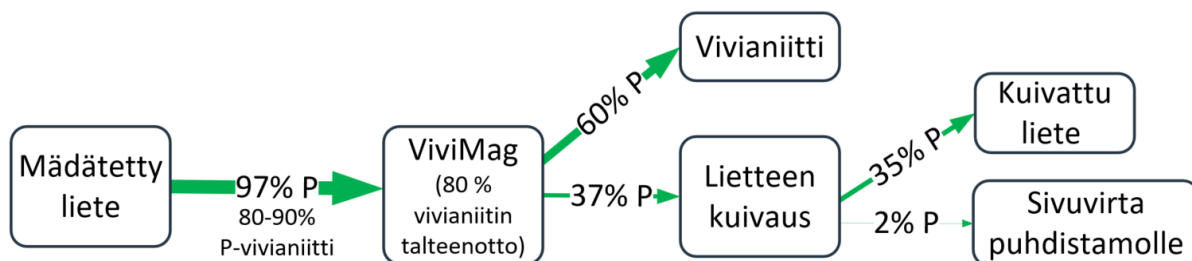 Mädätetty
liete
97% P
80-90%
P-vivianiitti
ViviMag
(80 %
vivianiitin
talteenotto)
60% P
Vivianiitti
37% P
Lietteen
kuivaus
35% P
Kuivattu
liete
2% P
Sivuvirta
puhdistamolle